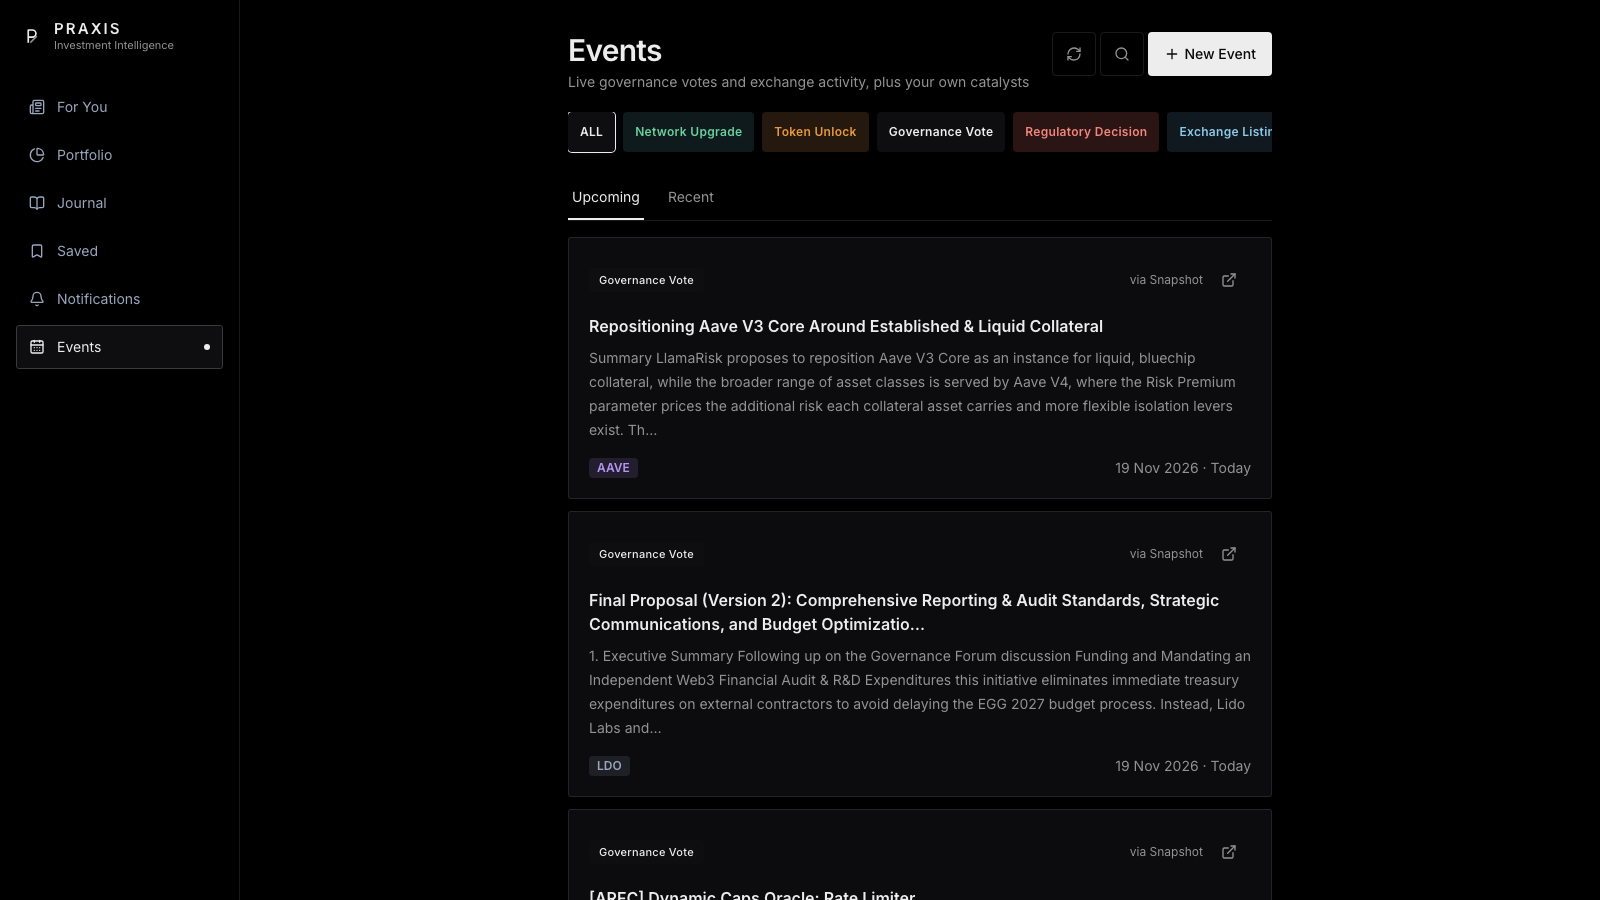 PRAXIS
Investment Intelligence
For You
Portfolio
Journal
Saved
Notifications
Events
Events
Live governance votes and exchange activity, plus your own catalysts
New Event
ALL
Network Upgrade
Token Unlock
Governance Vote
Regulatory Decision
Exchange Listin
Upcoming
Recent
Governance Vote
via Snapshot
Repositioning Aave V3 Core Around Established & Liquid Collateral
Summary LlamaRisk proposes to reposition Aave V3 Core as an instance for liquid, bluechip
collateral, while the broader range of asset classes is served by Aave V4, where the Risk Premium
parameter prices the additional risk each collateral asset carries and more flexible isolation levers
exist. Th...
AAVE
19 Nov 2026 · Today
Governance Vote
via Snapshot
Final Proposal (Version 2): Comprehensive Reporting & Audit Standards, Strategic
Communications, and Budget Optimizatio...
1. Executive Summary Following up on the Governance Forum discussion Funding and Mandating an
Independent Web3 Financial Audit & R&D Expenditures this initiative eliminates immediate treasury
expenditures on external contractors to avoid delaying the EGG 2027 budget process. Instead, Lido
Labs and...
LDO
19 Nov 2026 · Today
Governance Vote
via Snapshot
[ARFC] Dynamic Caps Oracle: Rate Limiter